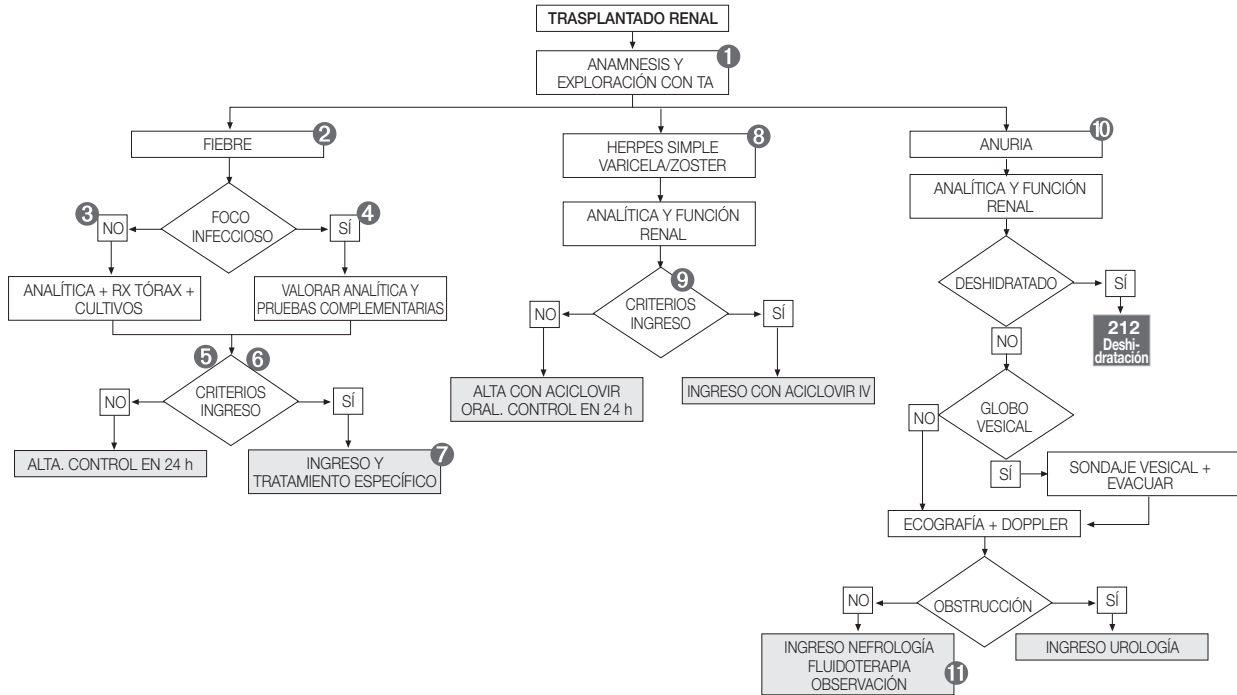 TRASPLANTADO RENAL
1
ANAMNESIS Y
EXPLORACIÓN CON TA
2
FIEBRE
3
NO
FOCO
INFECCIOSO
4
SÍ
ANALÍTICA + RX TÓRAX +
CULTIVOS
VALORAR ANALÍTICA Y
PRUEBAS COMPLEMENTARIAS
5
6
CRITERIOS
INGRESO
NO
SÍ
ALTA. CONTROL EN 24 h
7
INGRESO Y
TRATAMIENTO ESPECÍFICO
8
HERPES SIMPLE
VARICELA/ZOSTER
ANALÍTICA Y FUNCIÓN
RENAL
9
CRITERIOS
INGRESO
NO
SÍ
ALTA CON ACICLOVIR
ORAL. CONTROL EN 24 h
INGRESO CON ACICLOVIR IV
10
ANURIA
ANALÍTICA Y FUNCIÓN
RENAL
DESHIDRATADO
SÍ
212
Deshi-
dratación
NO
GLOBO
VESICAL
NO
SÍ
SONDAJE VESICAL +
EVACUAR
ECOGRAFÍA + DOPPLER
OBSTRUCCIÓN
NO
SÍ
INGRESO NEFROLOGÍA
FLUIDOTERAPIA
OBSERVACIÓN
11
INGRESO UROLOGÍA